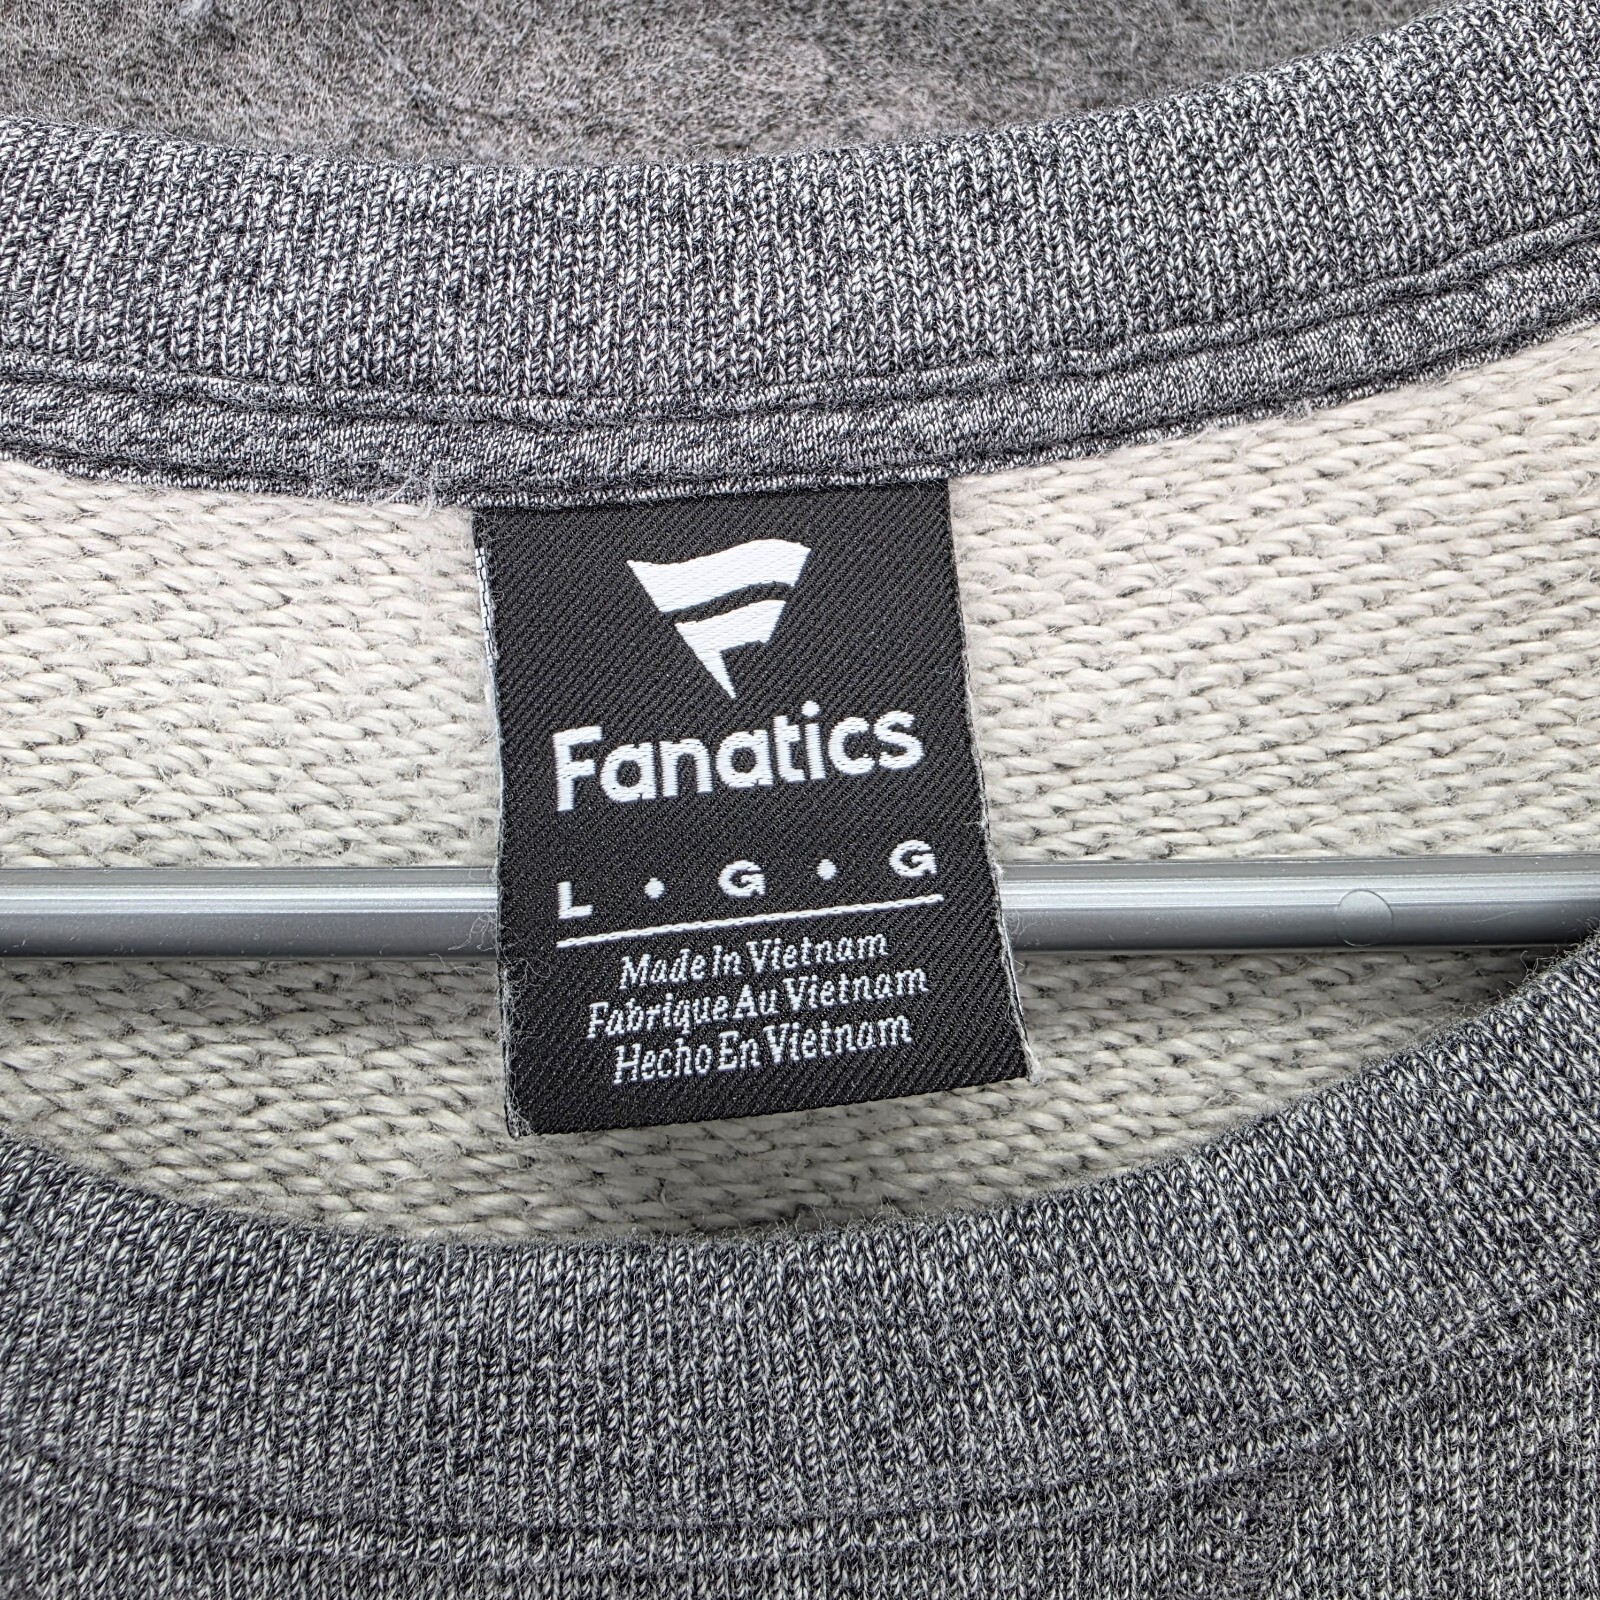 Fanatics
L • G • G
Made In Vietnam
Fabrique Au Vietnam
Hecho En Vietnam